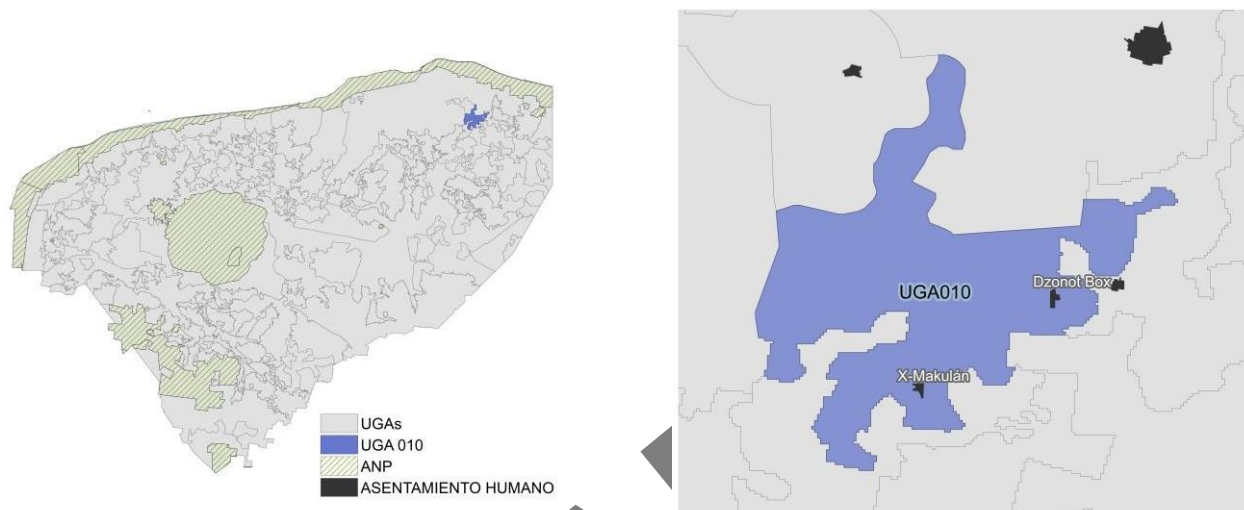 UGAs
UGA 010
ANP
ASENTAMIENTO HUMANO
UGA010
Dzonot Box
X-Makulán